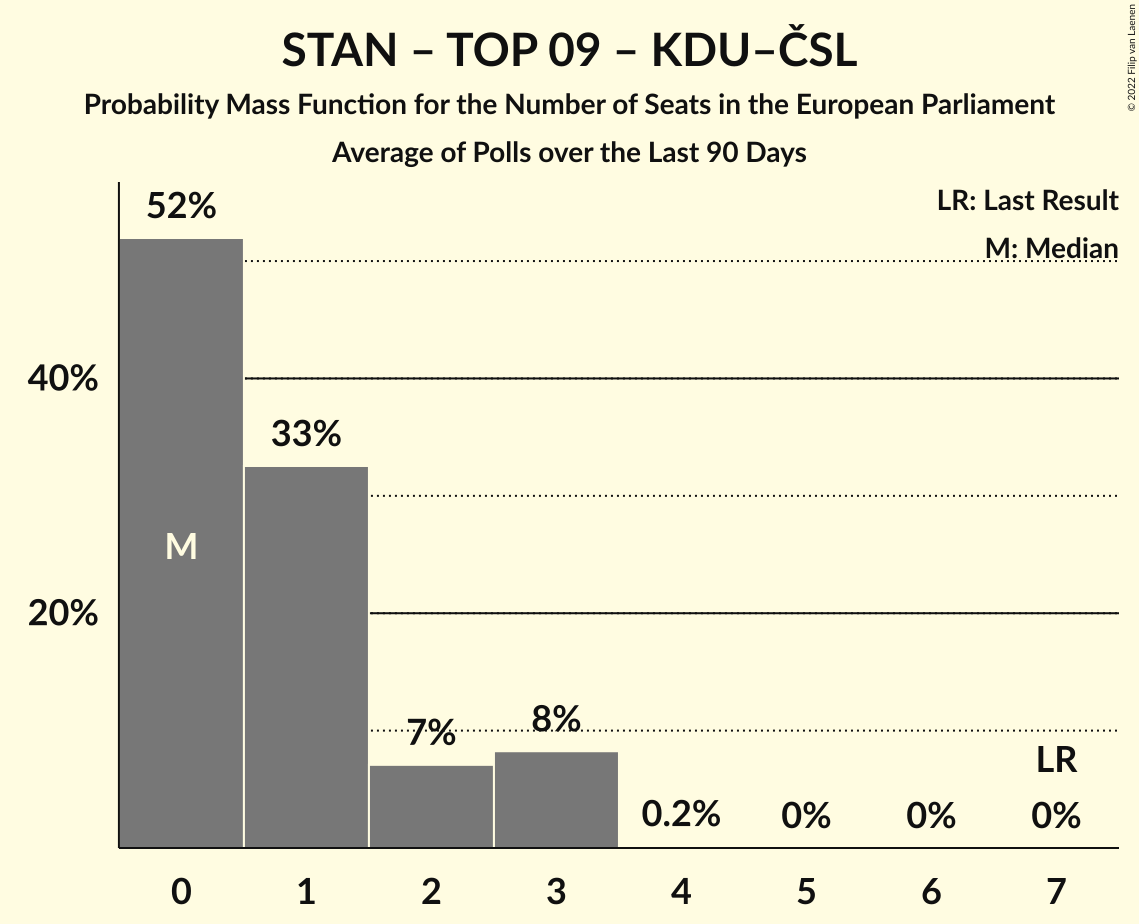 STAN – TOP 09 – KDU–ČSL
Probability Mass Function for the Number of Seats in the European Parliament
Average of Polls over the Last 90 Days
© 2022 Filip van Laenen
LR: Last Result
M: Median
52%
40%
33%
M
20%
7%
8%
LR
0.2%
0%
0%
0%
0 1 2 3 4 5 6 7